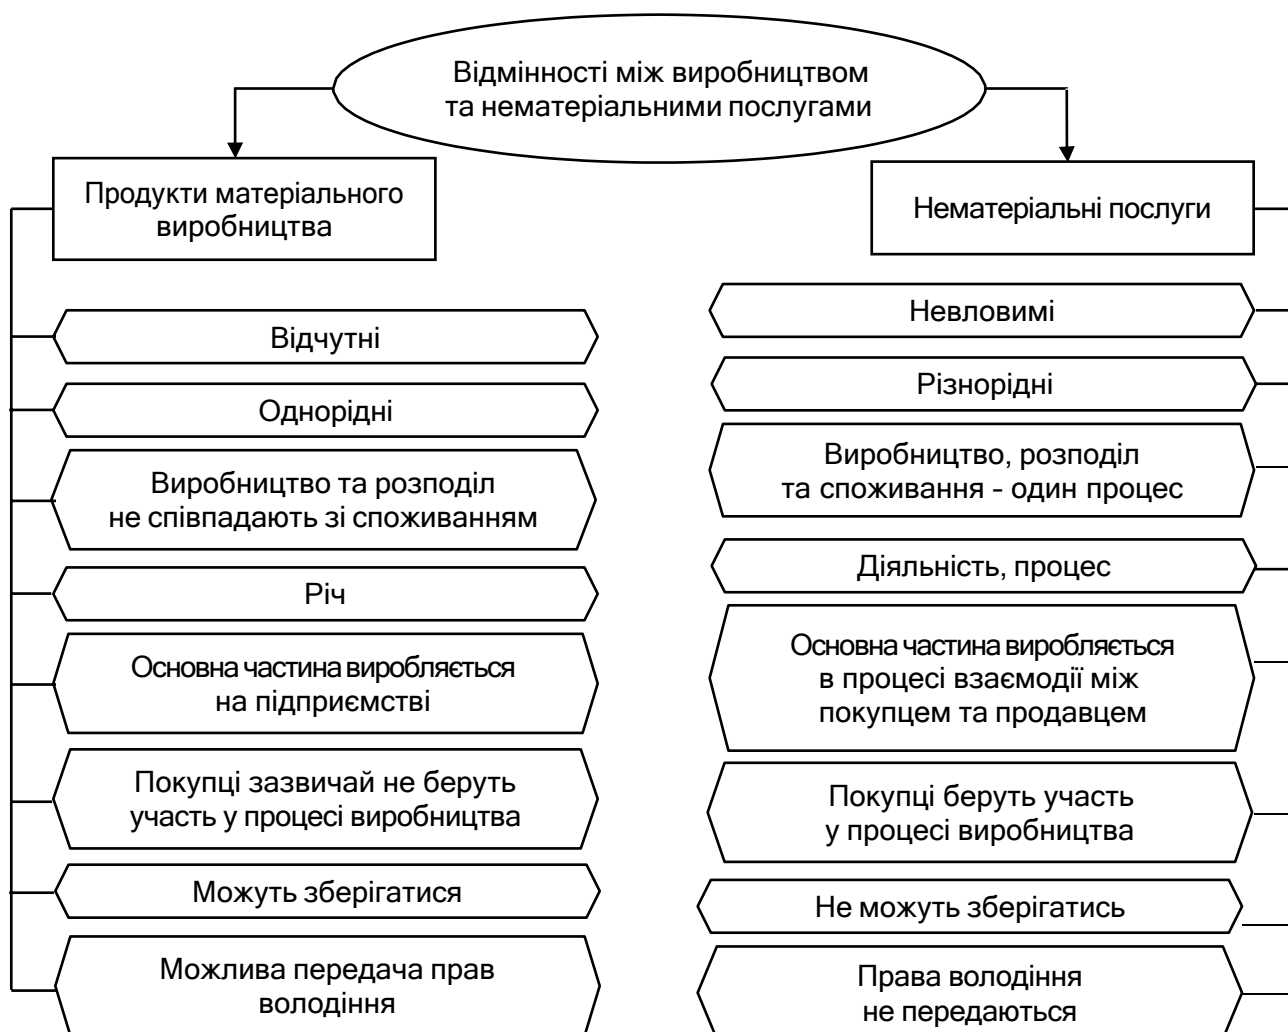 Відмінності між виробництвом
та нематеріальними послугами
Продукти матеріального
виробництва
Відчутні
Однорідні
Виробництво та розподіл
не співпадають зі споживанням
Річ
Основна частина виробляється
на підприємстві
Покупці зазвичай не беруть
участь у процесі виробництва
Можуть зберігатися
Можлива передача прав
володіння
Нематеріальні послуги
Невловимі
Різнорідні
Виробництво, розподіл
та споживання - один процес
Діяльність, процес
Основна частина виробляється
в процесі взаємодії між
покупцем та продавцем
Покупці беруть участь
у процесі виробництва
Не можуть зберігатись
Права володіння
не передаються